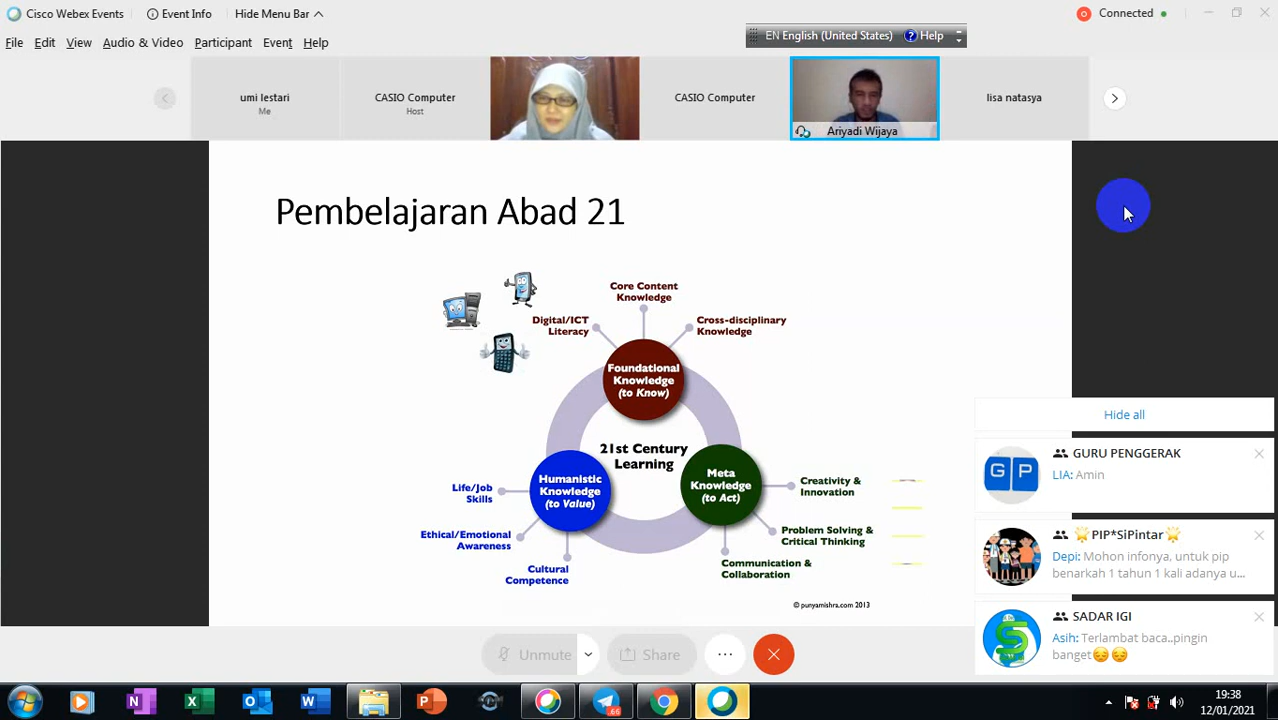 Cisco Webex Events
Event Info
Hide Menu Bar
Connected
File Edit View Audio & Video Participant Event Help
EN English (United States) Help
umi lestari
Me
CASIO Computer
Host
CASIO Computer
Ariyadi Wijaya
lisa natasya
Pembelajaran Abad 21
Core Content
Knowledge
Digital/ICT
Literacy
Cross-disciplinary
Knowledge
Foundational
Knowledge
(to Know)
21st Century
Learning
Humanistic
Knowledge
(to Value)
Meta
Knowledge
(to Act)
Life/Job
Skills
Ethical/Emotional
Awareness
Cultural
Competence
Creativity &
Innovation
Problem Solving &
Critical Thinking
Communication &
Collaboration
© punyamishra.com 2013
Hide all
GP
GURU PENGGERAK
LIA: Amin
🌟PIP*SiPintar🌟
Depi: Mohon infonya, untuk pip
benarkah 1 tahun 1 kali adanya u...
SADAR IGI
Asih: Terlambat baca..pingin
banget😔😔
Unmute
Share
66
19:38
12/01/2021